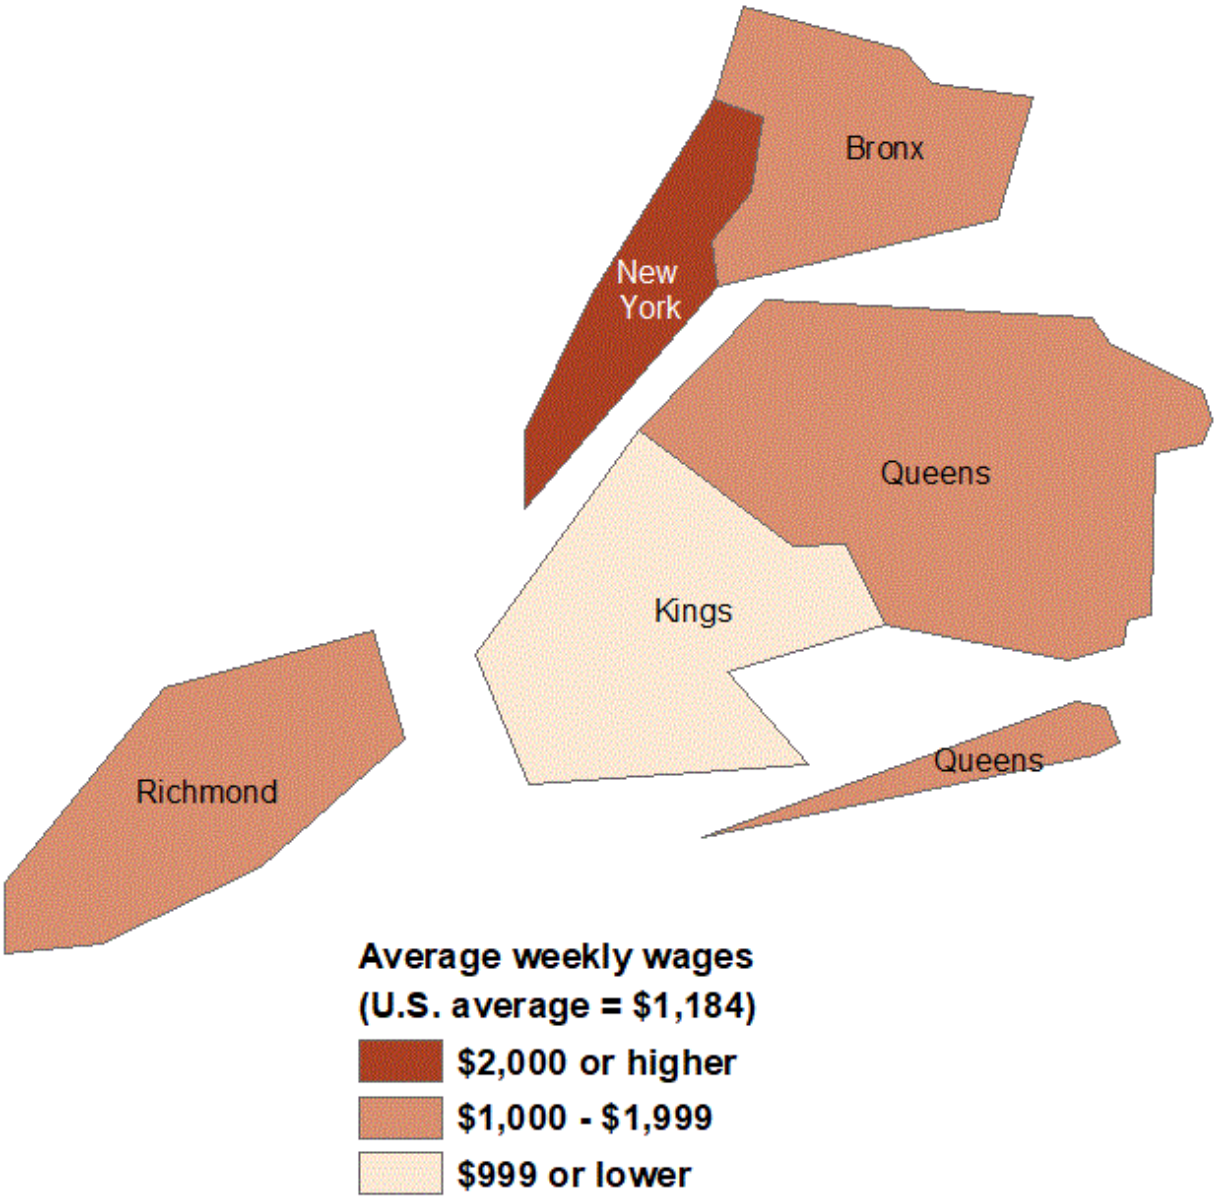 Bronx
New
York
Queens
Kings
Queens
Richmond
Average weekly wages
(U.S. average = $1,184)
$2,000 or higher
$1,000 - $1,999
$999 or lower